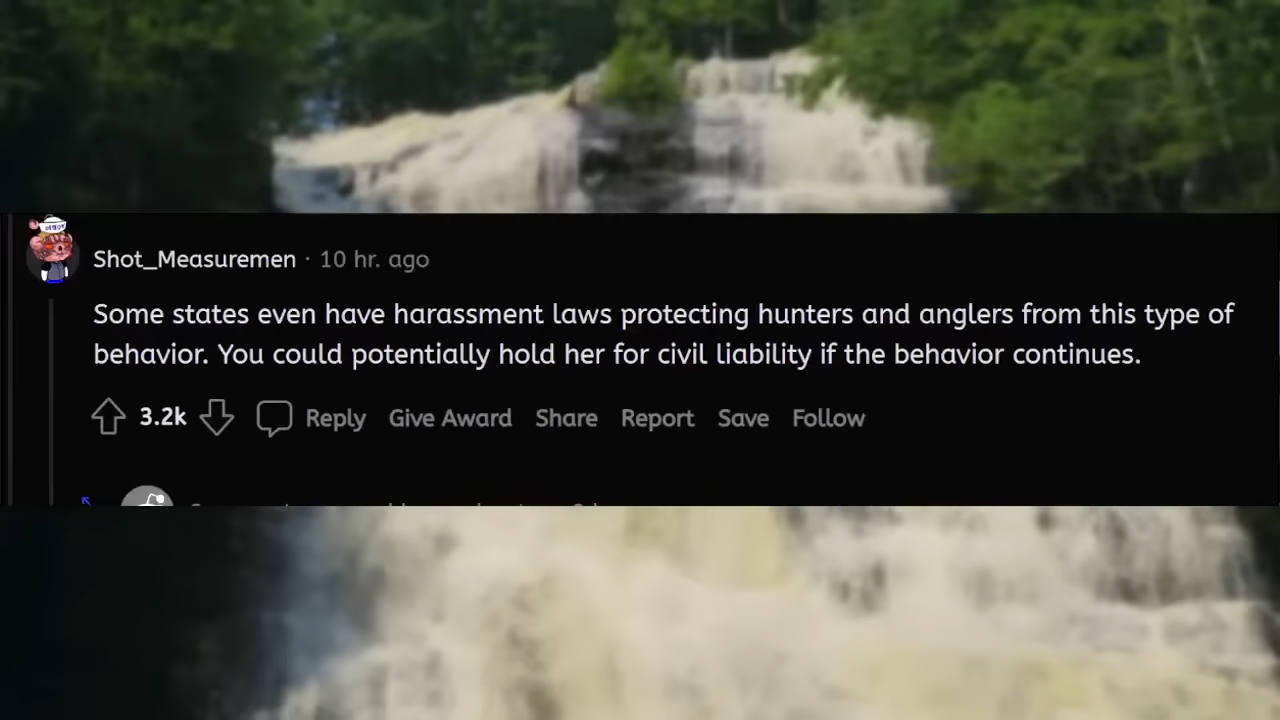 Shot_Measuremen · 10 hr. ago
Some states even have harassment laws protecting hunters and anglers from this type of
behavior. You could potentially hold her for civil liability if the behavior continues.
3.2k Reply Give Award Share Report Save Follow